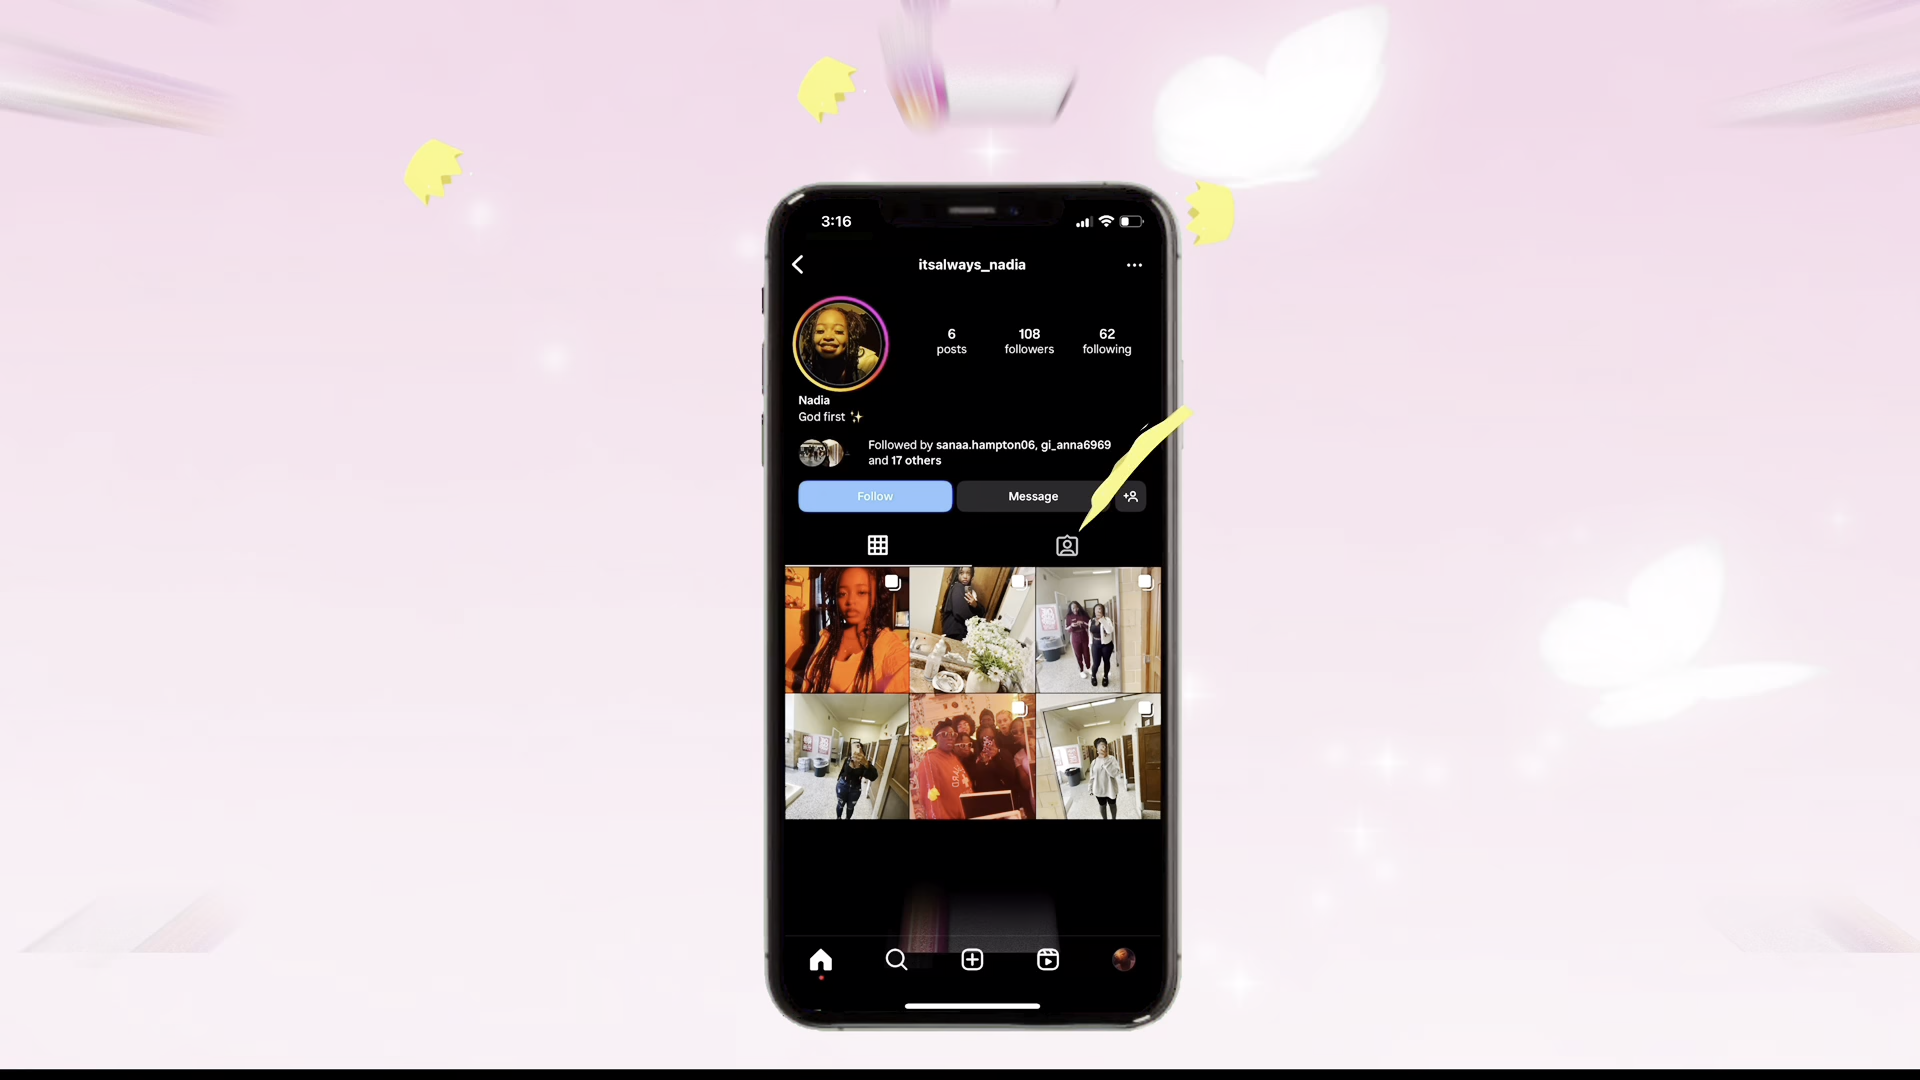 3:16
itsalways_nadia
6
posts
108
followers
62
following
Nadia
God first ✨
Followed by sanaa.hampton06, gi_anna6969
and 17 others
Follow
Message